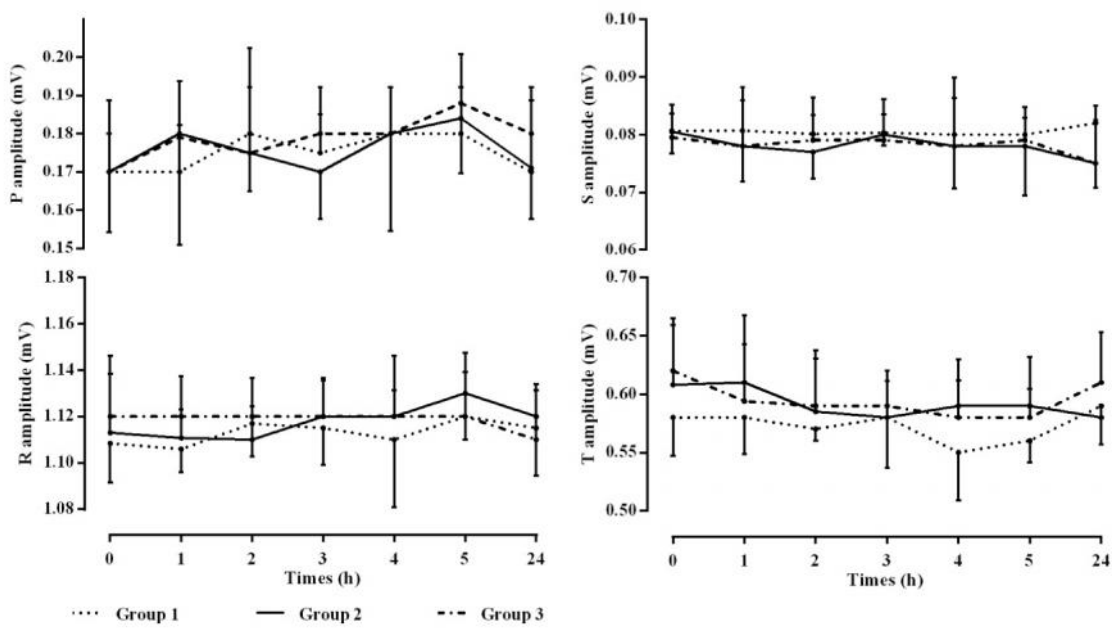 P amplitude (mV)
0.20
0.19
0.18
0.17
0.16
0.15
S amplitude (mV)
0.10
0.09
0.08
0.07
0.06
R amplitude (mV)
1.18
1.16
1.14
1.12
1.10
1.08
0 1 2 3 4 5 24
Times (h)
T amplitude (mV)
0.70
0.65
0.60
0.55
0.50
0 1 2 3 4 5 24
Times (h)
Group 1 Group 2 Group 3